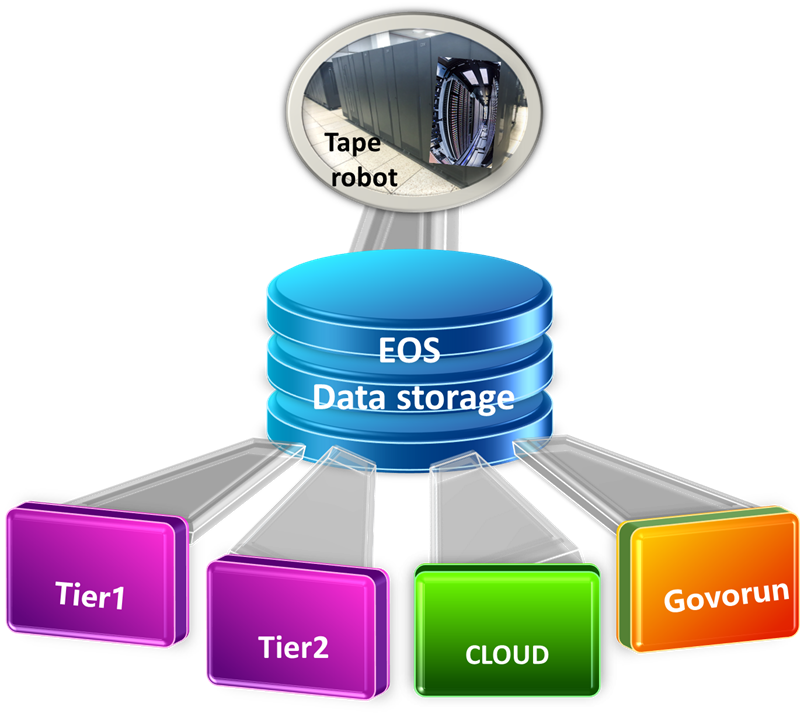 Tape
robot
EOS
Data storage
Tier1
Tier2
CLOUD
Govorun